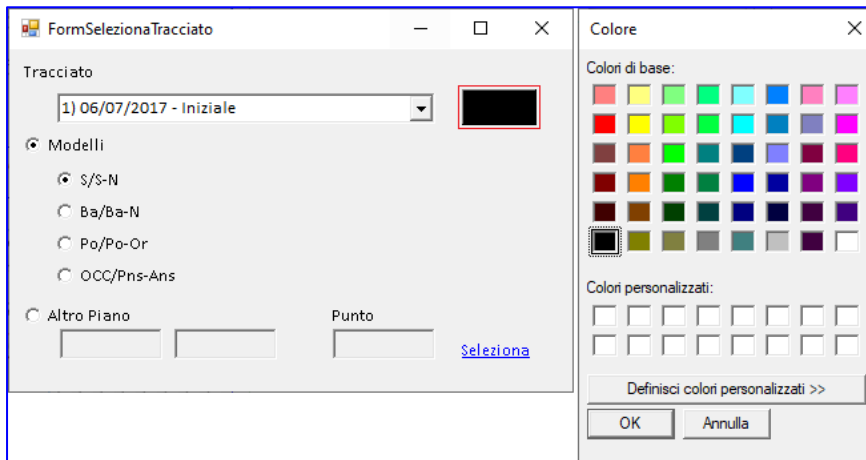 FormSelezionaTracciato
Tracciato
1) 06/07/2017 - Iniziale
Modelli
S/S-N
Ba/Ba-N
Po/Po-Or
OCC/Pns-Ans
Altro Piano
Punto
Seleziona
Colore
Colori di base:
Colori personalizzati:
Definisci colori personalizzati >>
OK
Annulla